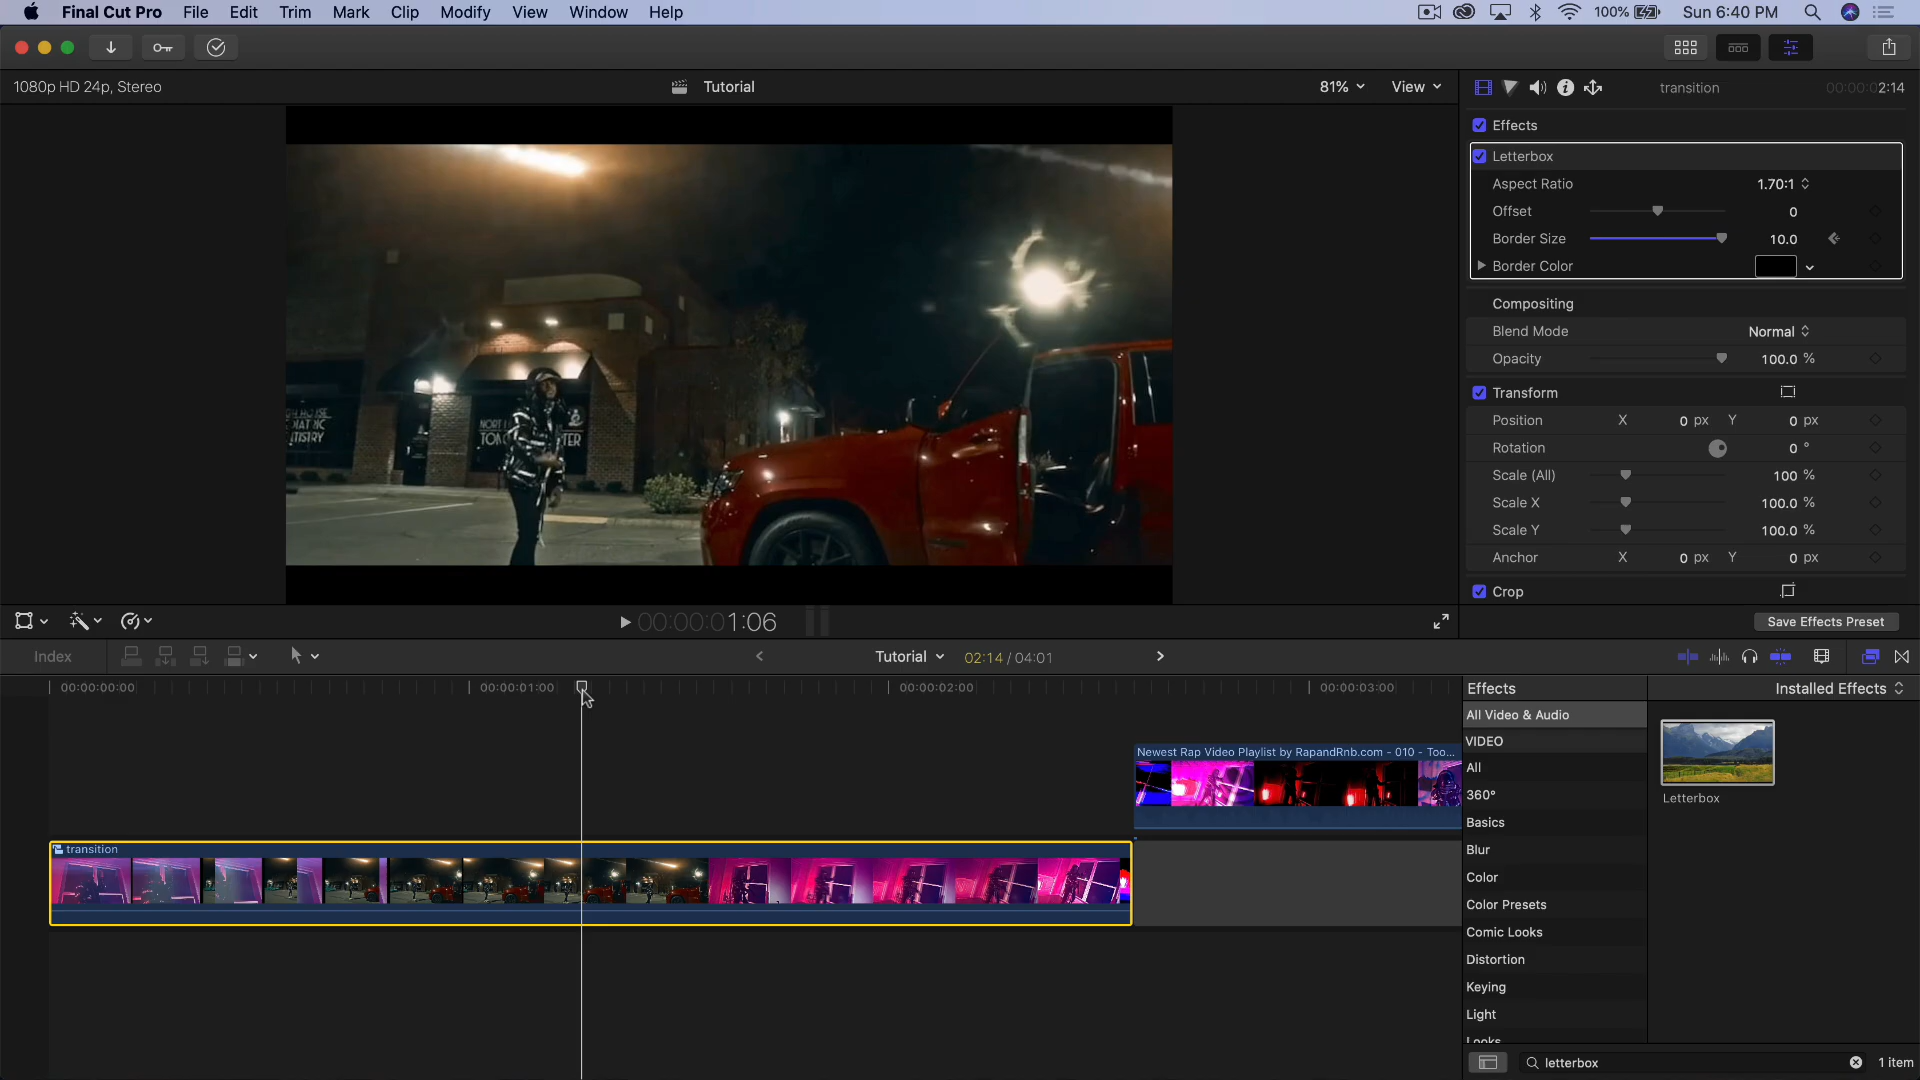 Final Cut Pro File Edit Trim Mark Clip Modify View Window Help 100% Sun 6:40 PM
1080p HD 24p, Stereo Tutorial 81% View transition 00:00:02:14
Effects
Letterbox
Aspect Ratio 1.70:1
Offset 0
Border Size 10.0
Border Color
Compositing
Blend Mode Normal
Opacity 100.0 %
Transform
Position X 0 px Y 0 px
Rotation 0 °
Scale (All) 100 %
Scale X 100.0 %
Scale Y 100.0 %
Anchor X 0 px Y 0 px
Crop
00:00:01:06 Save Effects Preset
Index Tutorial 02:14 / 04:01
00:00:00:00 00:00:01:00 00:00:02:00 00:00:03:00
Newest Rap Video Playlist by RapandRnb.com - 010 - Too...
transition
Effects Installed Effects
All Video & Audio
VIDEO
All
360°
Basics
Blur
Color
Color Presets
Comic Looks
Distortion
Keying
Light
Looks
Letterbox
letterbox 1 item